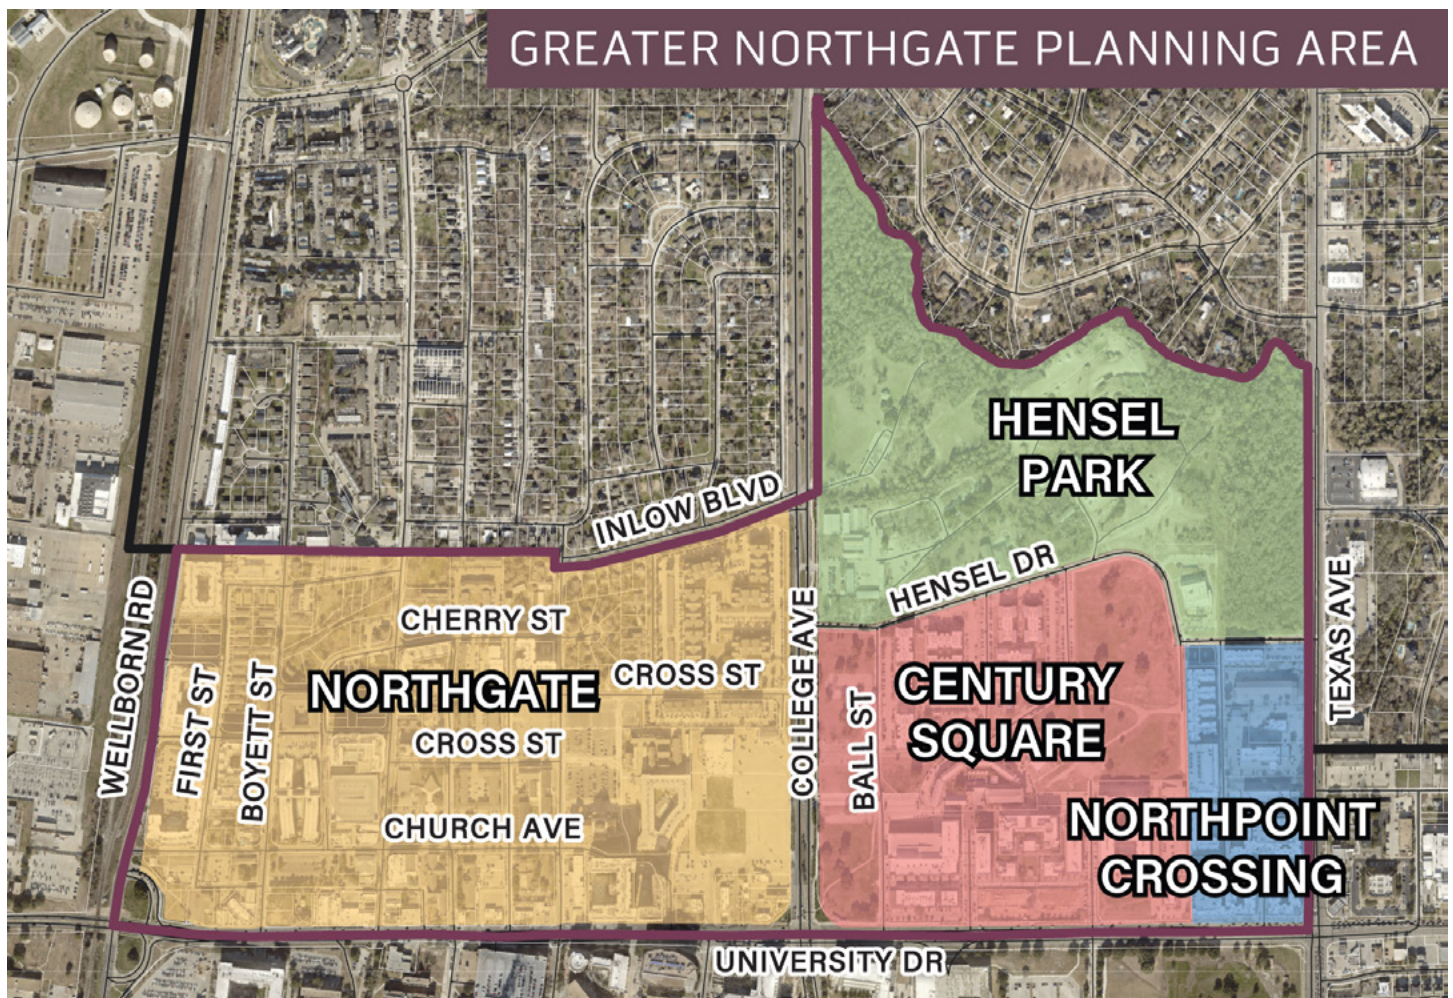 GREATER NORTHGATE PLANNING AREA
HENSEL
PARK
INLOW BLVD
HENSEL DR
WELLBORN RD
CHERRY ST
COLLEGE AVE
TEXAS AVE
FIRST ST
BOYETT ST
NORTHGATE
CROSS ST
CENTURY
SQUARE
BALL ST
CROSS ST
CHURCH AVE
NORTHPOINT
CROSSING
UNIVERSITY DR